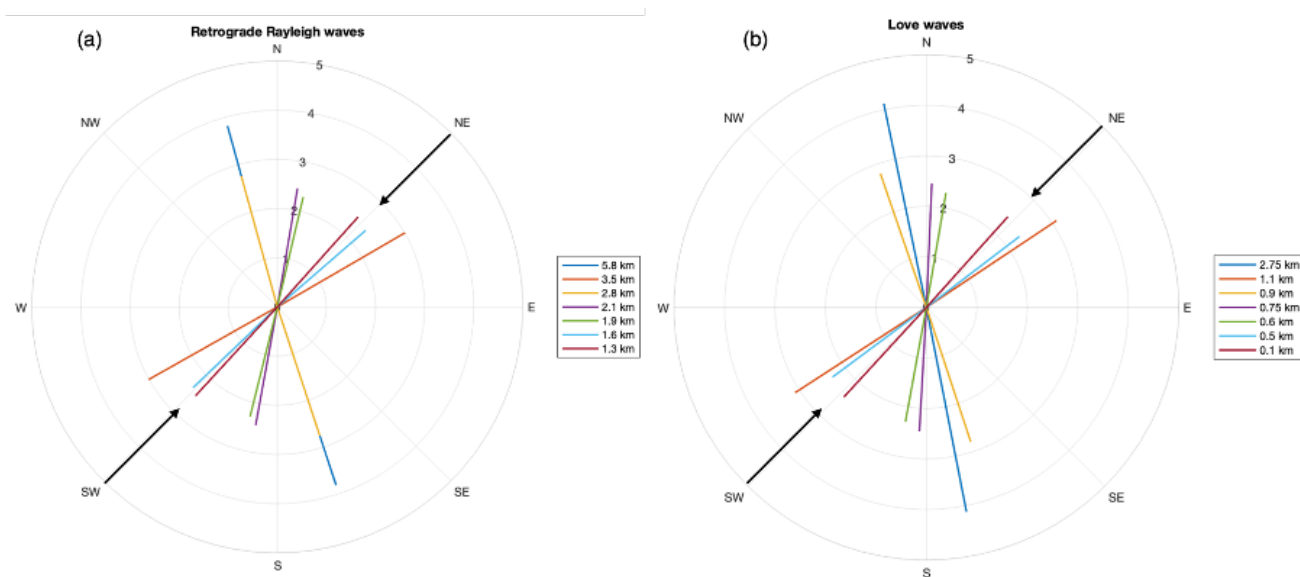 (a)
Retrograde Rayleigh waves
N
5
4
3
2
1
NW
NE
W
E
SW
SE
S
5.8 km
3.5 km
2.8 km
2.1 km
1.9 km
1.6 km
1.3 km
(b)
Love waves
N
5
4
3
2
1
NW
NE
W
E
SW
SE
S
2.75 km
1.1 km
0.9 km
0.75 km
0.6 km
0.5 km
0.1 km